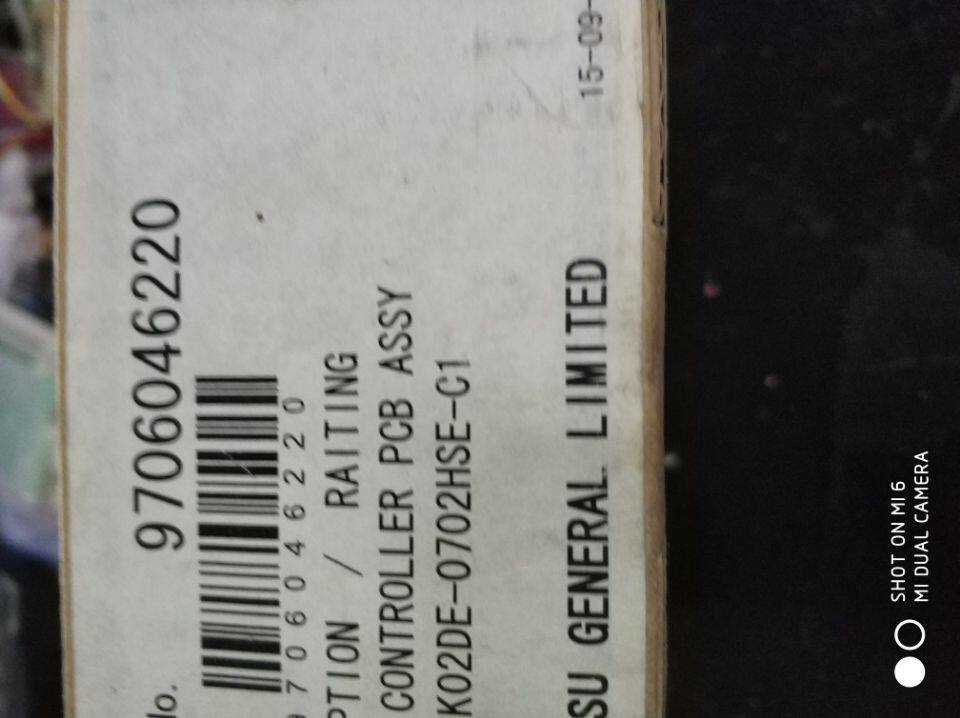 No. 9706046220
9706046220
PTION / RAITING
CONTROLLER PCB ASSY
K02DE-0702HSE-C1
SU GENERAL LIMITED 15-09-
SHOT ON MI 6
MI DUAL CAMERA